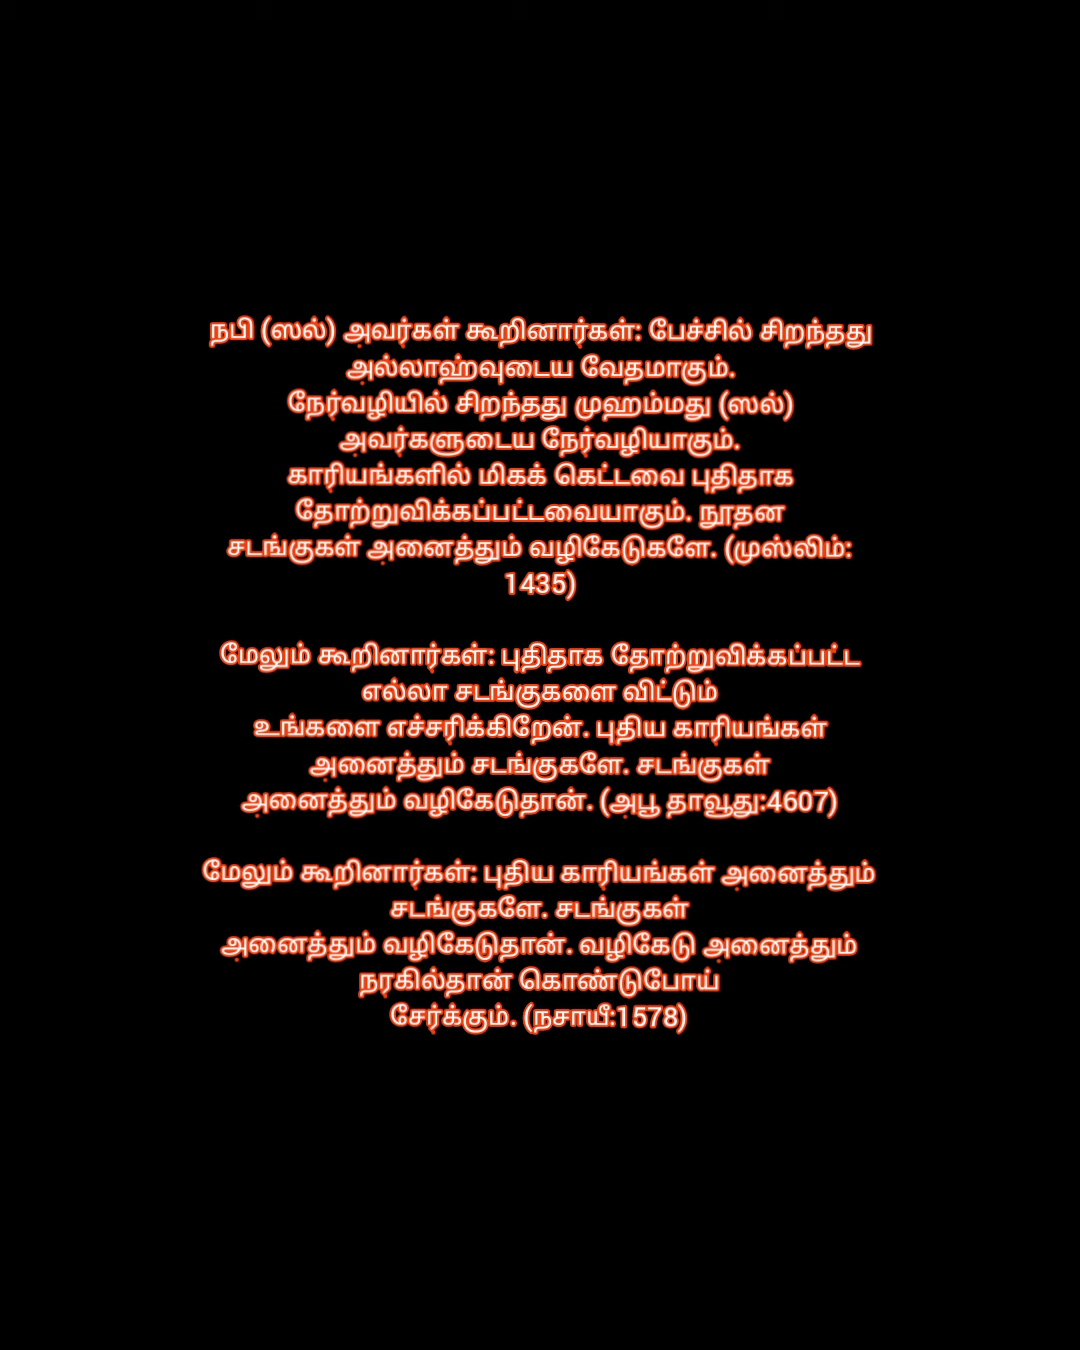 நபி (ஸல்) அவர்கள் கூறினார்கள்: பேச்சில் சிறந்தது
அல்லாஹ்வுடைய வேதமாகும்.
நேர்வழியில் சிறந்தது முஹம்மது (ஸல்)
அவர்களுடைய நேர்வழியாகும்.
காரியங்களில் மிகக் கெட்டவை புதிதாக
தோற்றுவிக்கப்பட்டவையாகும். நூதன
சடங்குகள் அனைத்தும் வழிகேடுகளே. (முஸ்லிம்:
1435)
மேலும் கூறினார்கள்: புதிதாக தோற்றுவிக்கப்பட்ட
எல்லா சடங்குகளை விட்டும்
உங்களை எச்சரிக்கிறேன். புதிய காரியங்கள்
அனைத்தும் சடங்குகளே. சடங்குகள்
அனைத்தும் வழிகேடுதான். (அபூ தாவூது:4607)
மேலும் கூறினார்கள்: புதிய காரியங்கள் அனைத்தும்
சடங்குகளே. சடங்குகள்
அனைத்தும் வழிகேடுதான். வழிகேடு அனைத்தும்
நரகில்தான் கொண்டுபோய்
சேர்க்கும். (நசாயீ:1578)